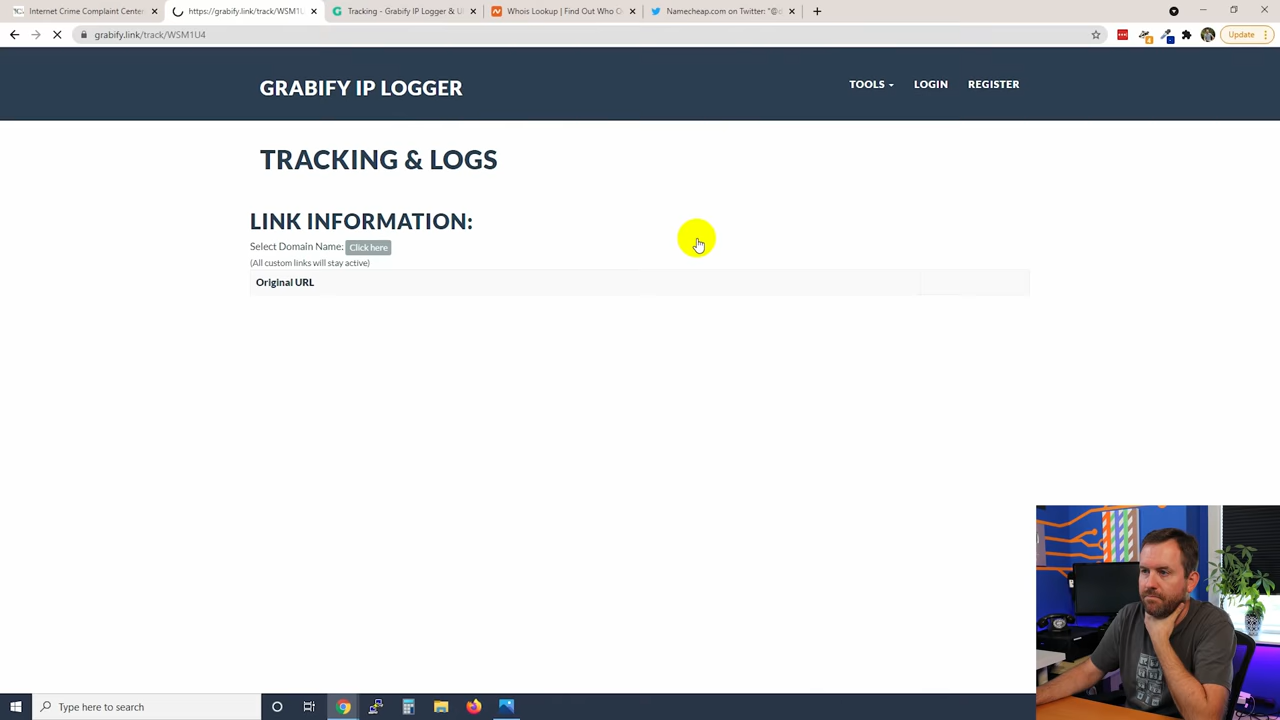 Internet Crime Complaint Center
https://grabify.link/track/WSM1U
Tracking - Grabify IP Logger & U
Whois Lookup | Find Out Who O
Namecheap.com on Twitter: "@
grabify.link/track/WSM1U4
Update
GRABIFY IP LOGGER
TOOLS
LOGIN
REGISTER
TRACKING & LOGS
LINK INFORMATION:
Select Domain Name: Click here
(All custom links will stay active)
Original URL
Type here to search